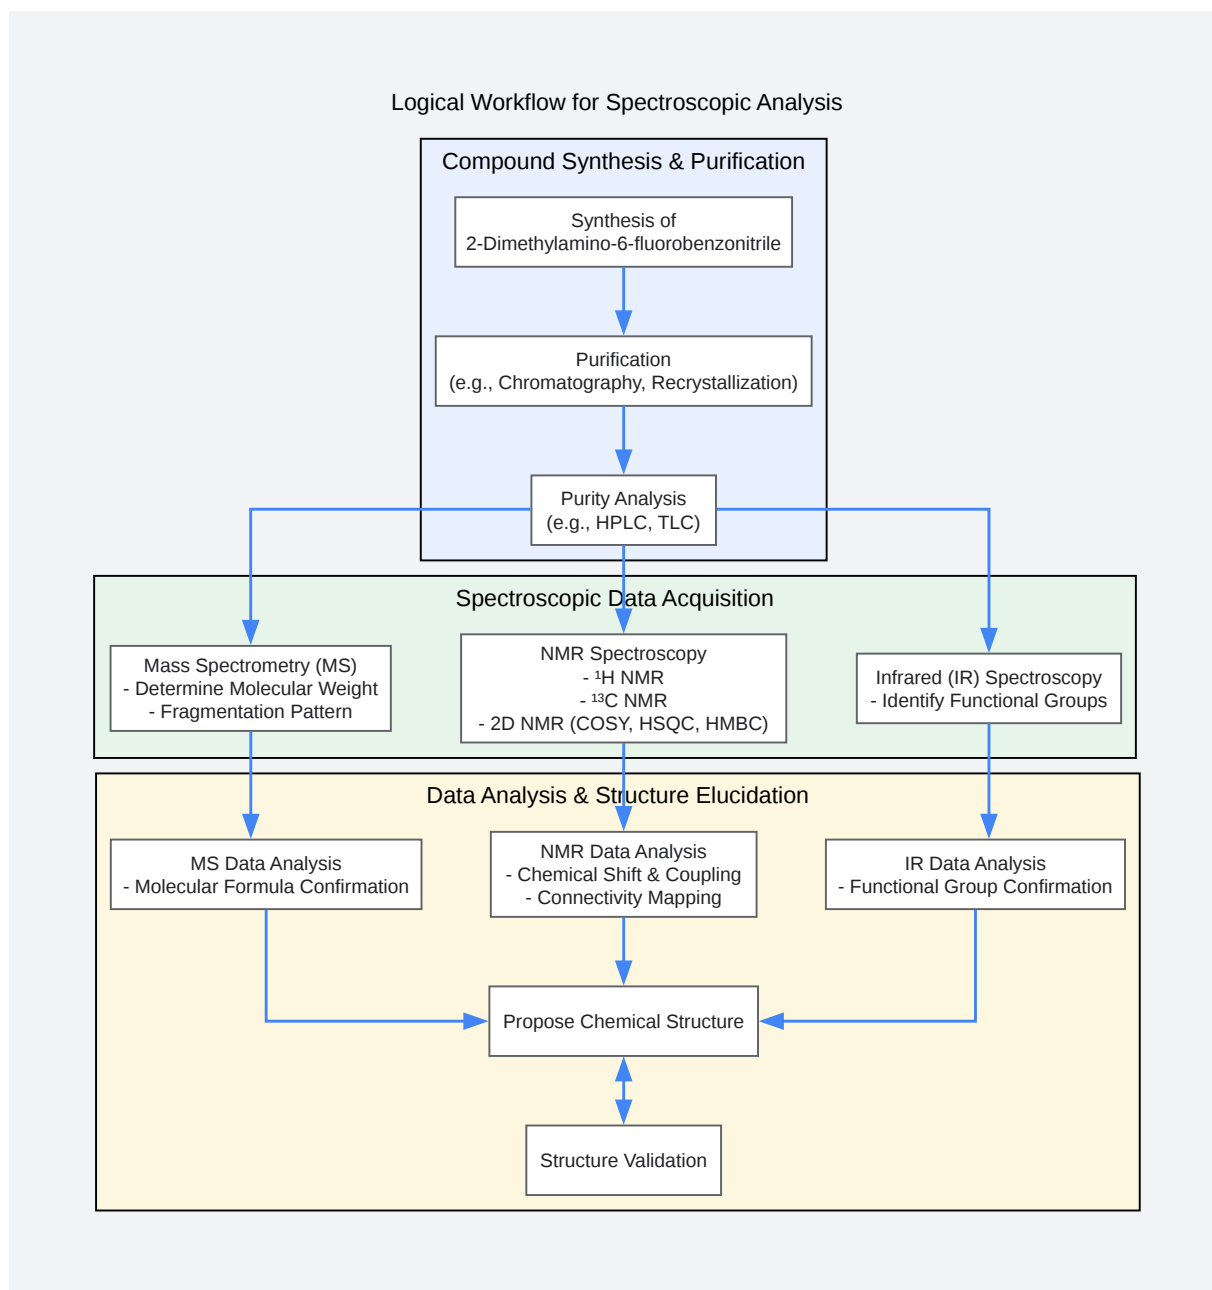 Logical Workflow for Spectroscopic Analysis
Compound Synthesis & Purification
Synthesis of
2-Dimethylamino-6-fluorobenzonitrile
Purification
(e.g., Chromatography, Recrystallization)
Purity Analysis
(e.g., HPLC, TLC)
Spectroscopic Data Acquisition
Mass Spectrometry (MS)
- Determine Molecular Weight
- Fragmentation Pattern
NMR Spectroscopy
- ¹H NMR
- ¹³C NMR
- 2D NMR (COSY, HSQC, HMBC)
Infrared (IR) Spectroscopy
- Identify Functional Groups
Data Analysis & Structure Elucidation
MS Data Analysis
- Molecular Formula Confirmation
NMR Data Analysis
- Chemical Shift & Coupling
- Connectivity Mapping
IR Data Analysis
- Functional Group Confirmation
Propose Chemical Structure
Structure Validation